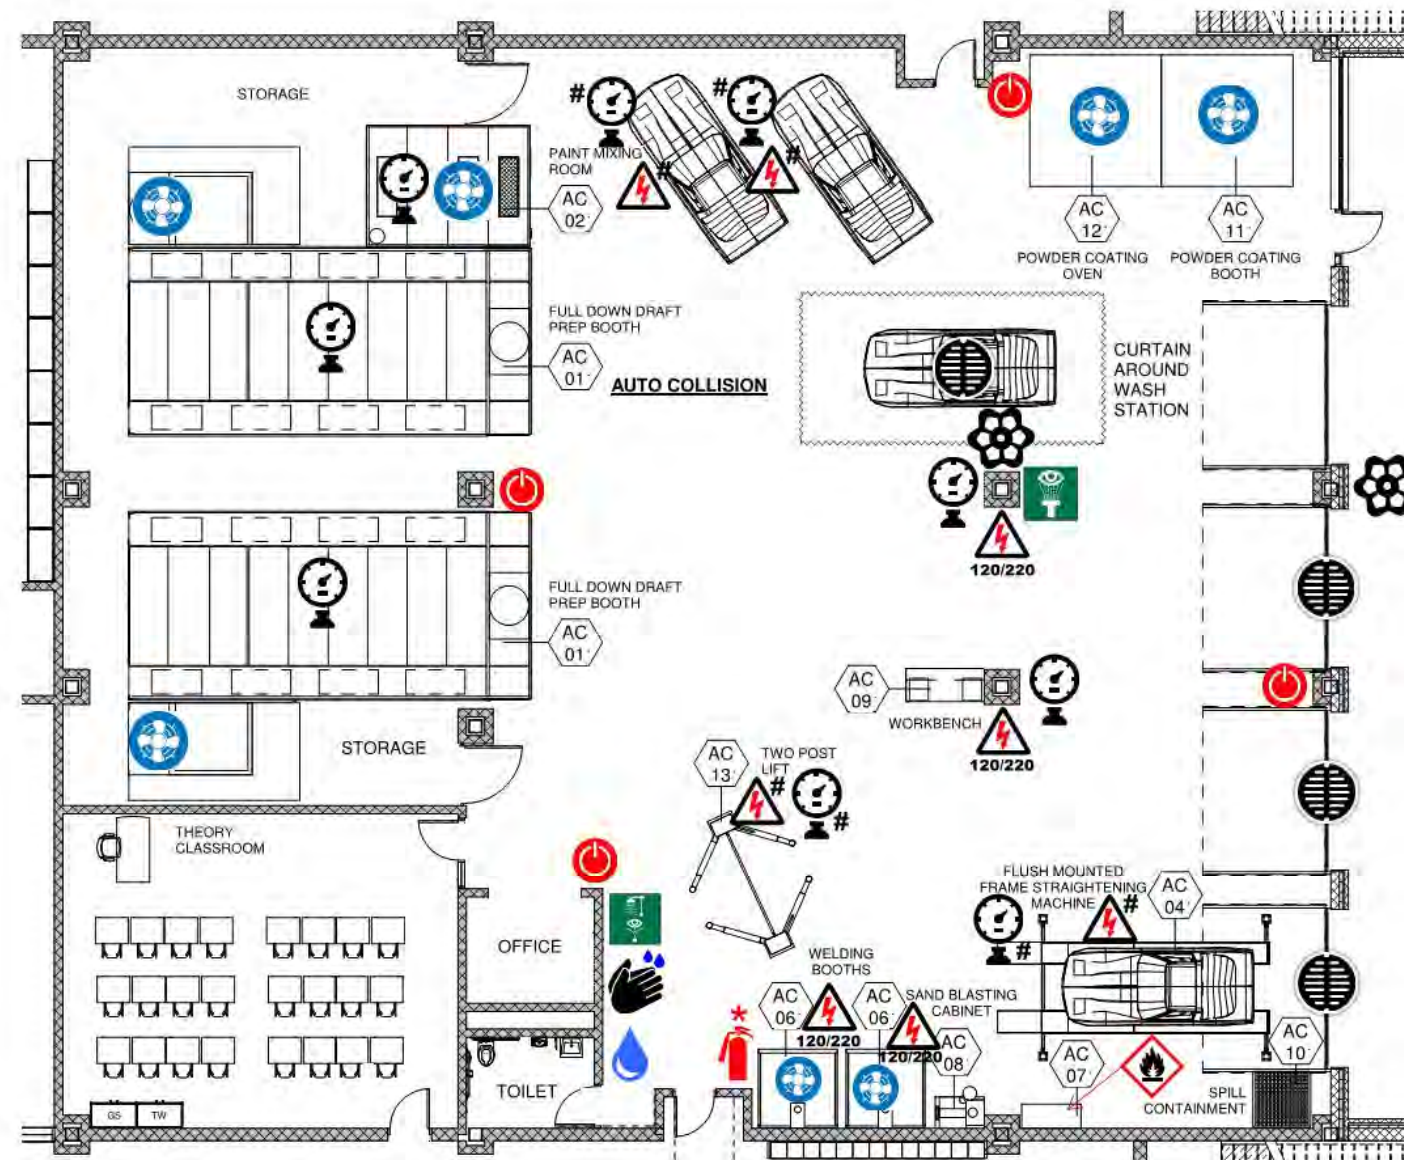 STORAGE
#
#
PAINT MIXING
ROOM
#
#
AC
02
AC
12
AC
11
POWDER COATING
OVEN
POWDER COATING
BOOTH
FULL DOWN DRAFT
PREP BOOTH
AC
01
AUTO COLLISION
CURTAIN
AROUND
WASH
STATION
120/220
FULL DOWN DRAFT
PREP BOOTH
AC
01
AC
09
WORKBENCH
120/220
STORAGE
AC
13
TWO POST
LIFT
#
#
THEORY
CLASSROOM
FLUSH MOUNTED
FRAME STRAIGHTENING
MACHINE
AC
04
#
#
OFFICE
WELDING
BOOTHS
AC
06
AC
06
SAND BLASTING
CABINET
*
120/220
120/220
AC
08
AC
07
AC
10
TOILET
SPILL
CONTAINMENT
GS
TW